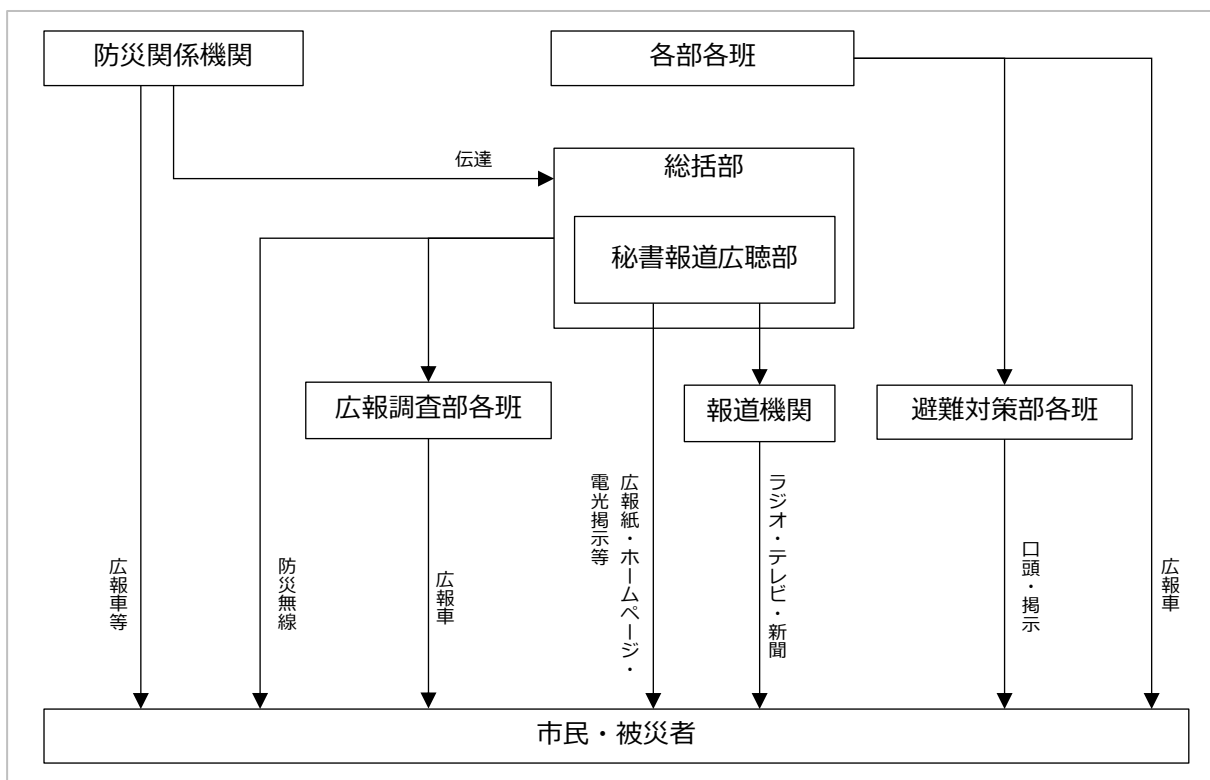 防災関係機関
各部各班
伝達
総括部
秘書報道広聴部
広報調査部各班
報道機関
避難対策部各班
広報車等
防災無線
広報車
広報紙・ホームページ・
電光掲示等
ラジオ・テレビ・新聞
口頭・掲示
広報車
市民・被災者